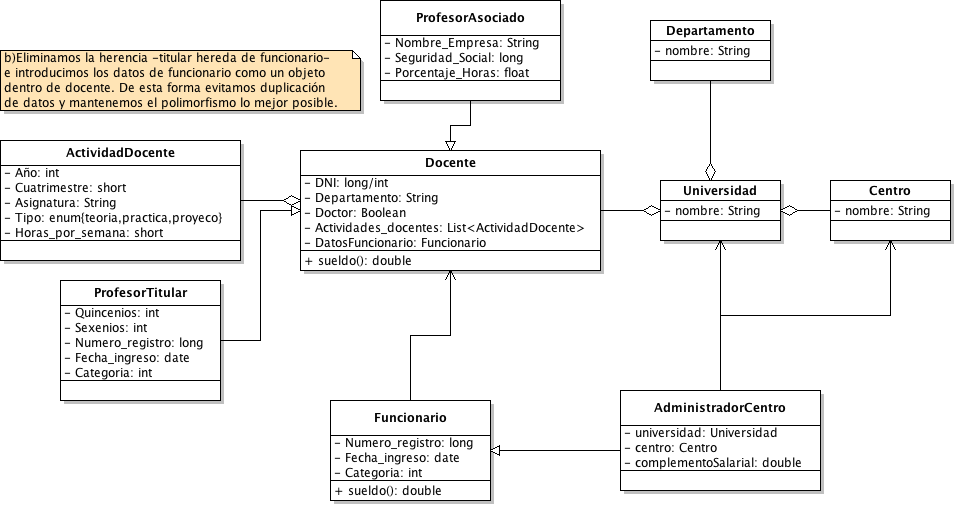 ProfesorAsociado
- Nombre_Empresa: String
- Seguridad_Social: long
- Porcentaje_Horas: float
Departamento
- nombre: String
b)Eliminamos la herencia -titular hereda de funcionario-
e introducimos los datos de funcionario como un objeto
dentro de docente. De esta forma evitamos duplicación
de datos y mantenemos el polimorfismo lo mejor posible.
ActividadDocente
- Año: int
- Cuatrimestre: short
- Asignatura: String
- Tipo: enum{teoria,practica,proyeco}
- Horas_por_semana: short
Docente
- DNI: long/int
- Departamento: String
- Doctor: Boolean
- Actividades_docentes: List<ActividadDocente>
- DatosFuncionario: Funcionario
+ sueldo(): double
Universidad
- nombre: String
Centro
- nombre: String
ProfesorTitular
- Quincenios: int
- Sexenios: int
- Numero_registro: long
- Fecha_ingreso: date
- Categoria: int
Funcionario
- Numero_registro: long
- Fecha_ingreso: date
- Categoria: int
+ sueldo(): double
AdministradorCentro
- universidad: Universidad
- centro: Centro
- complementoSalarial: double